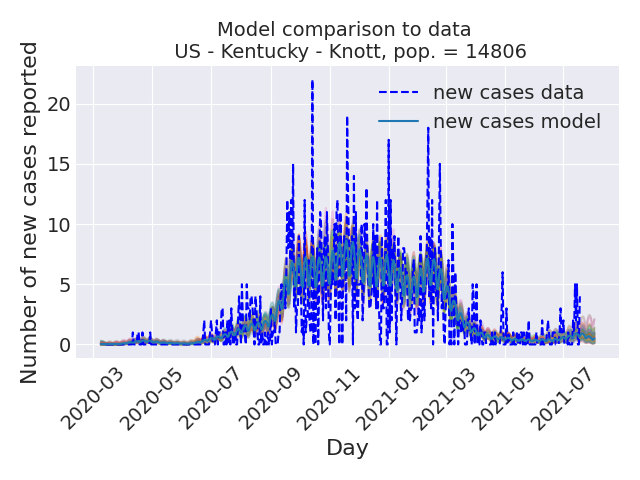 Model comparison to data
US - Kentucky - Knott, pop. = 14806
Number of new cases reported
20
15
10
5
0
new cases data
new cases model
2020-03
2020-05
2020-07
2020-09
2020-11
2021-01
2021-03
2021-05
2021-07
Day